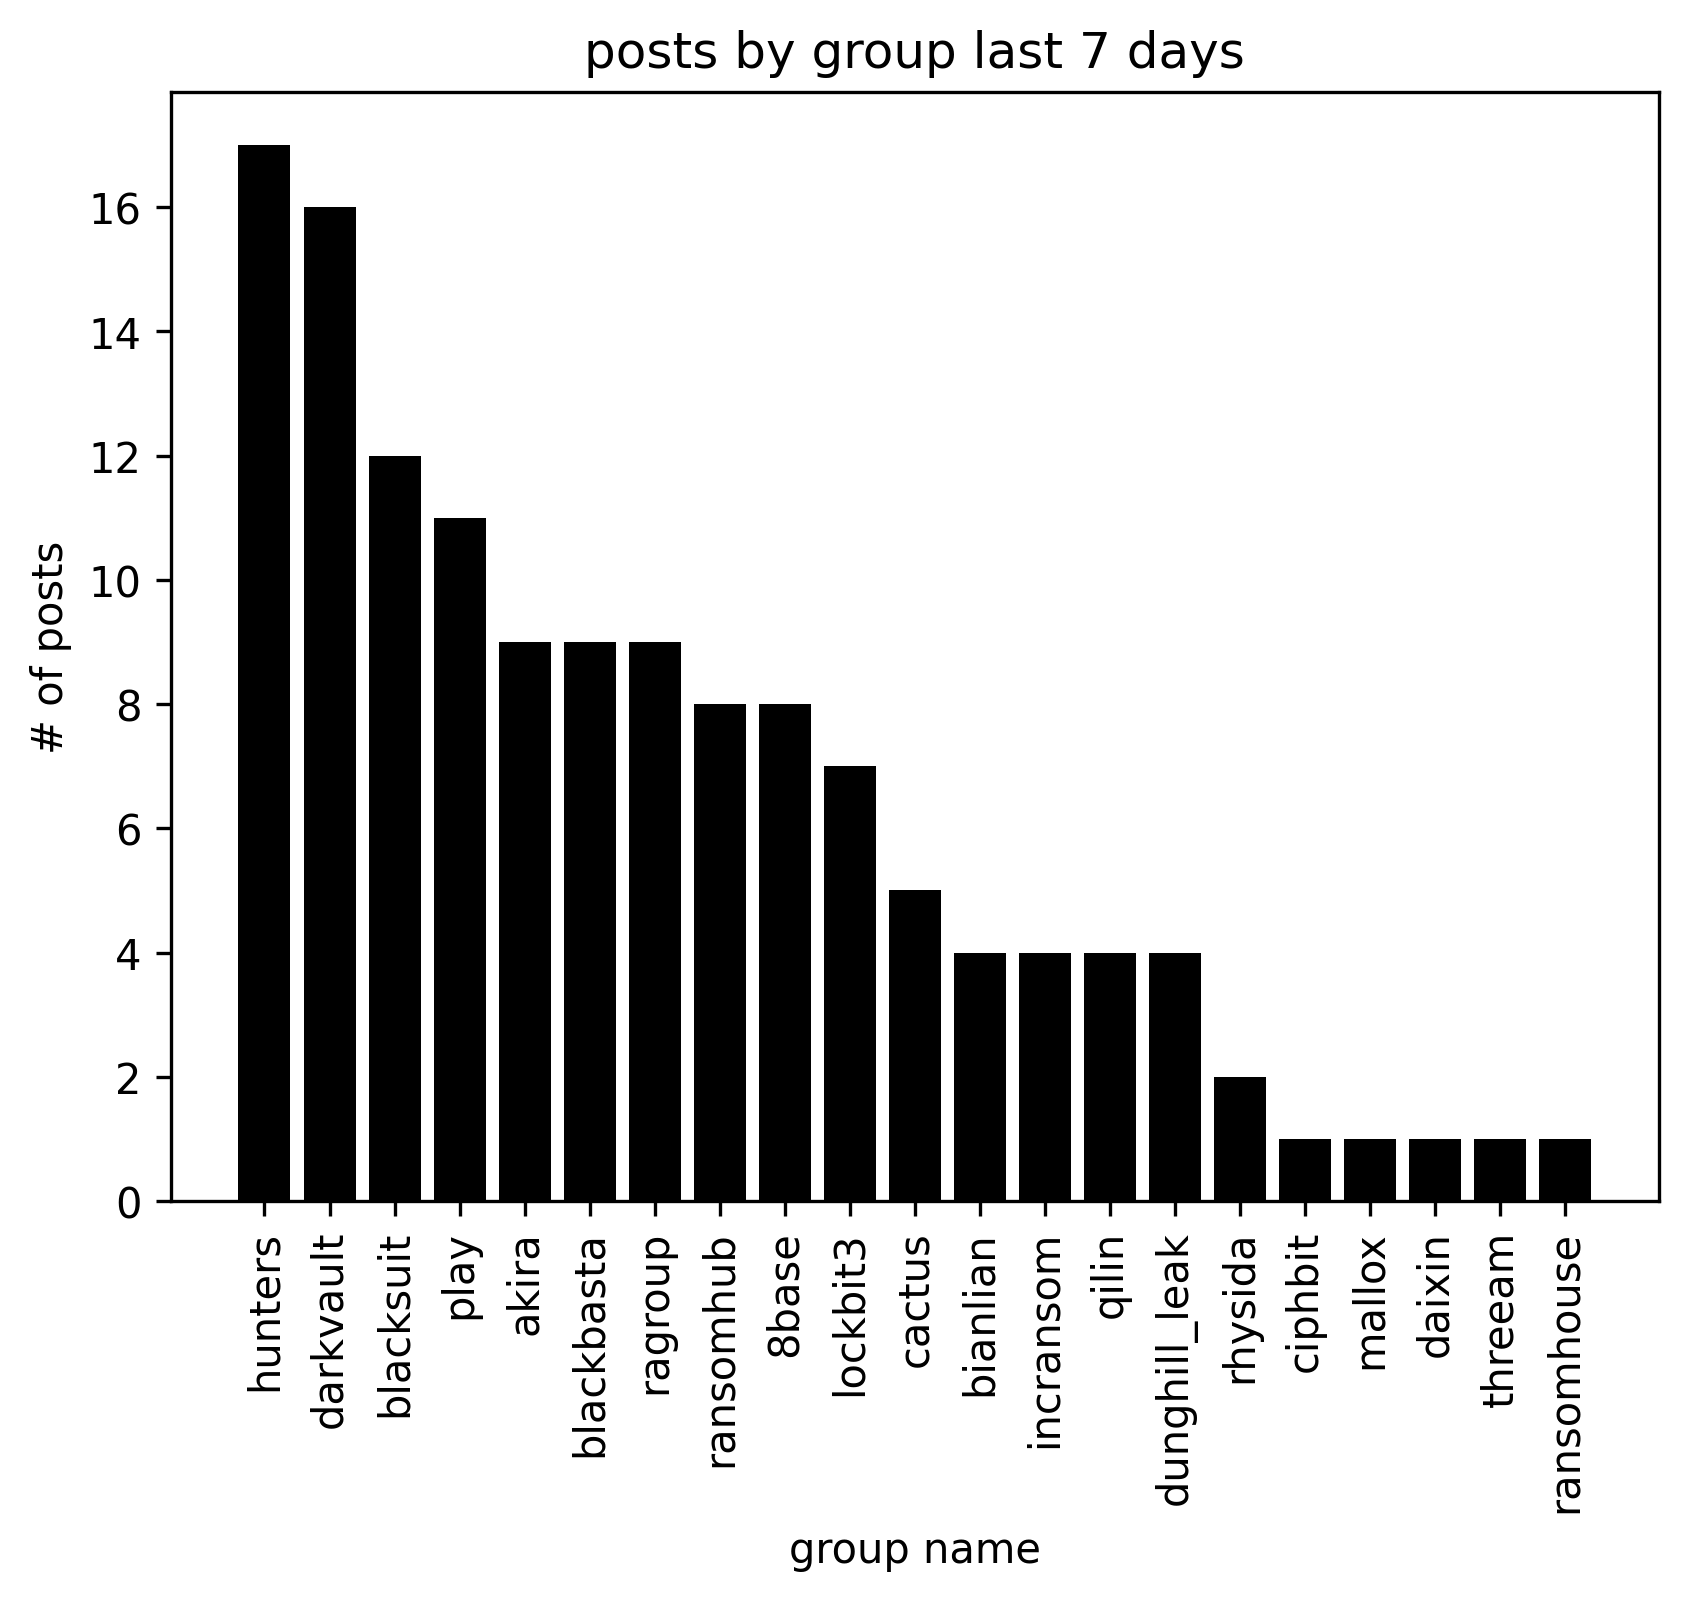 posts by group last 7 days
# of posts
16
14
12
10
8
6
4
2
0
hunters
darkvault
blacksuit
play
akira
blackbasta
ragroup
ransomhub
8base
lockbit3
cactus
bianlian
incransom
qilin
dunghill_leak
rhysida
ciphbit
mallox
daixin
threeam
ransomhouse
group name